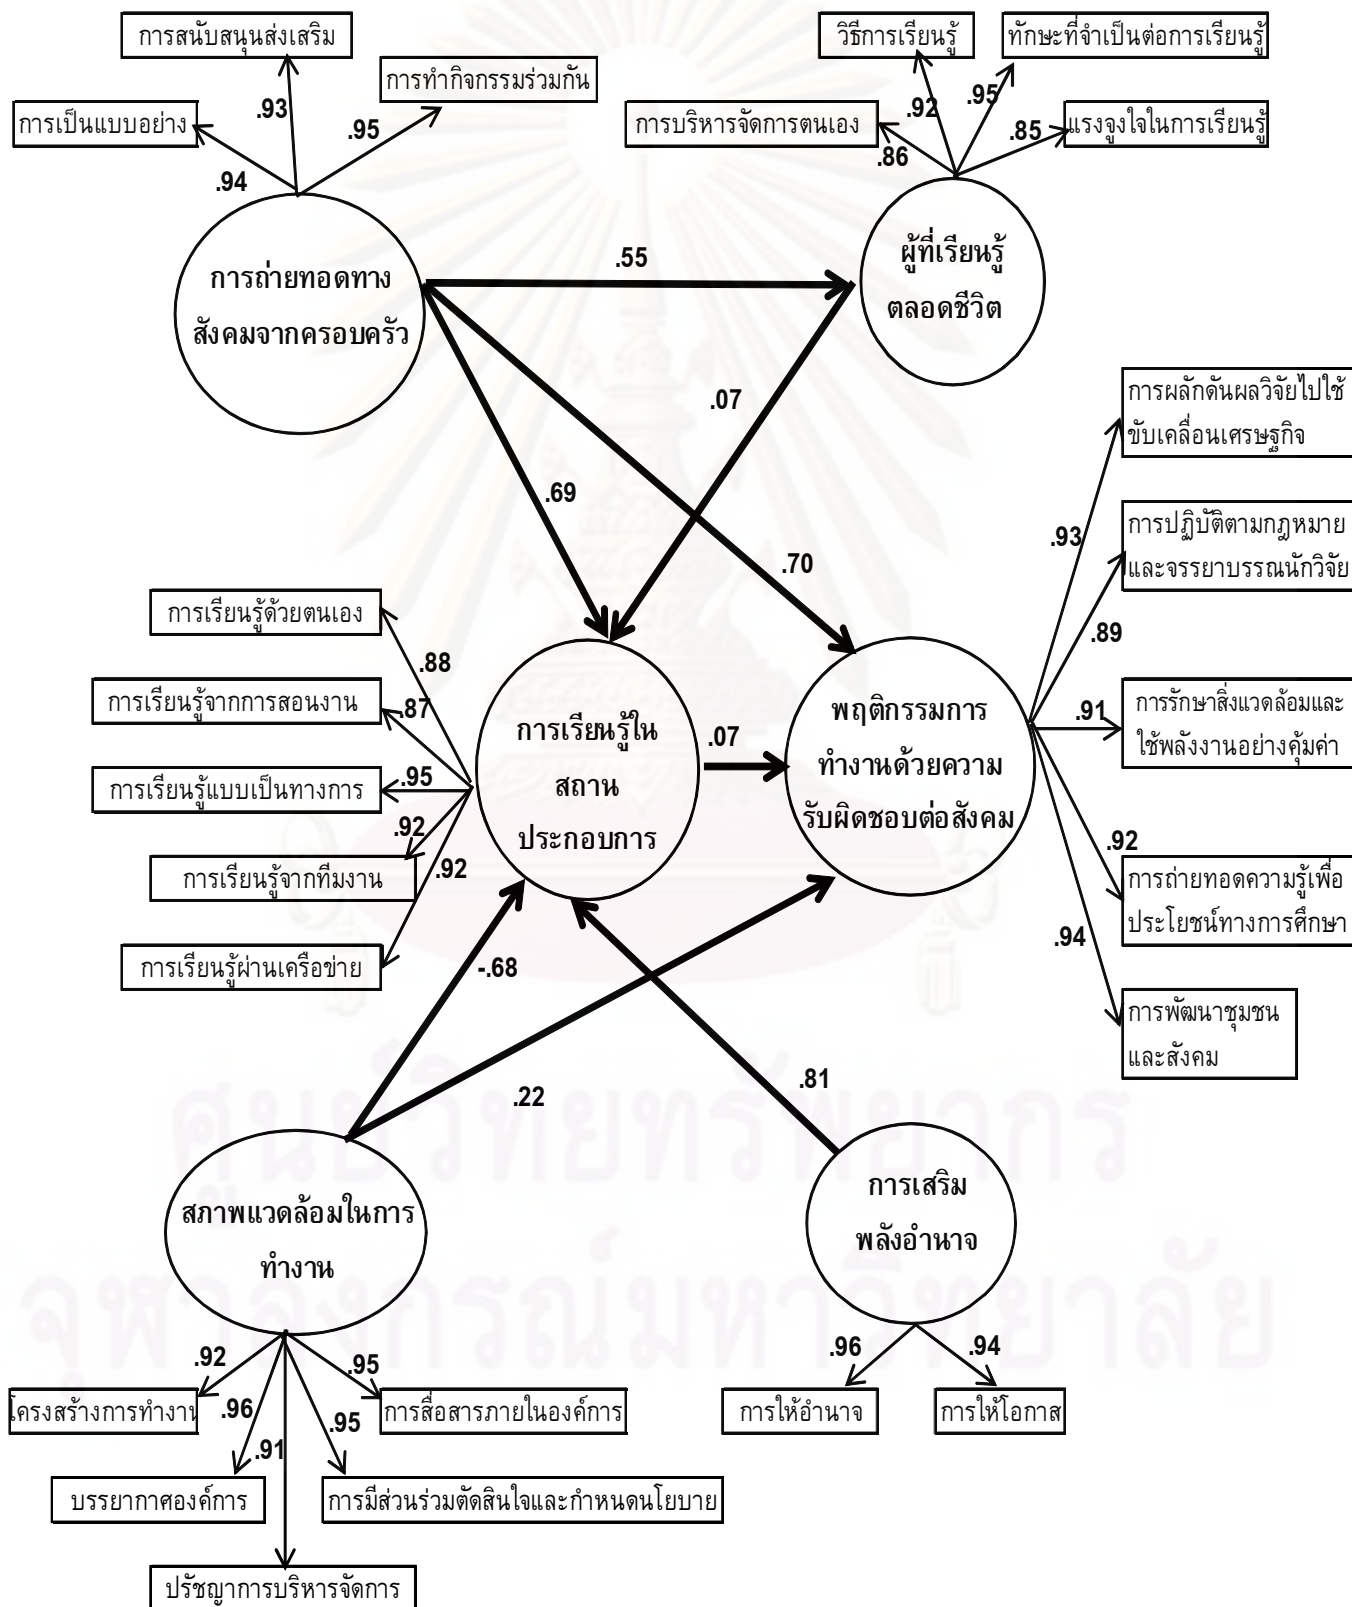 การสนับสนุนส่งเสริม
วิธีการเรียนรู้
ทักษะที่จำเป็นต่อการเรียนรู้
การทำกิจกรรมร่วมกัน
การเป็นแบบอย่าง
การบริหารจัดการตนเอง
แรงจูงใจในการเรียนรู้
.93
.95
.94
.92
.95
.85
.86
การถ่ายทอดทาง
สังคมจากครอบครัว
.55
ผู้ที่เรียนรู้
ตลอดชีวิต
.07
.69
.70
การผลักดันผลวิจัยไปใช้
ขับเคลื่อนเศรษฐกิจ
.93
การปฏิบัติตามกฎหมาย
และจรรยาบรรณนักวิจัย
.89
การเรียนรู้ด้วยตนเอง
.88
การเรียนรู้จากการสอนงาน
.87
การเรียนรู้แบบเป็นทางการ
.95
การเรียนรู้จากทีมงาน
.92
การเรียนรู้ผ่านเครือข่าย
.92
การเรียนรู้ใน
สถาน
ประกอบการ
.07
พฤติกรรมการ
ทำงานด้วยความ
รับผิดชอบต่อสังคม
.91
การรักษาสิ่งแวดล้อมและ
ใช้พลังงานอย่างคุ้มค่า
.92
การถ่ายทอดความรู้เพื่อ
ประโยชน์ทางการศึกษา
.94
การพัฒนาชุมชน
และสังคม
-.68
.22
.81
ศูนย์วิทยทรัพยากร
จุฬาลงกรณ์มหาวิทยาลัย
สภาพแวดล้อมในการ
ทำงาน
การเสริม
พลังอำนาจ
.92
.95
.96
.95
.91
.96
.94
โครงสร้างการทำงาน
การสื่อสารภายในองค์การ
การให้อำนาจ
การให้โอกาส
บรรยากาศองค์การ
การมีส่วนร่วมตัดสินใจและกำหนดนโยบาย
ปรัชญาการบริหารจัดการ